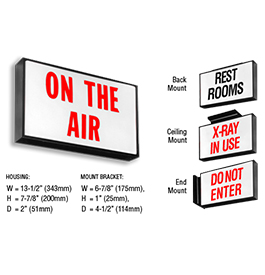 ON THE
AIR
Back
Mount
REST
ROOMS
Ceiling
Mount
X-RAY
IN USE
End
Mount
DO NOT
ENTER
HOUSING:
W = 13-1/2" (343mm)
H = 7-7/8" (200mm)
D = 2" (51mm)
MOUNT BRACKET:
W = 6-7/8" (175mm),
H = 1" (25mm),
D = 4-1/2" (114mm)